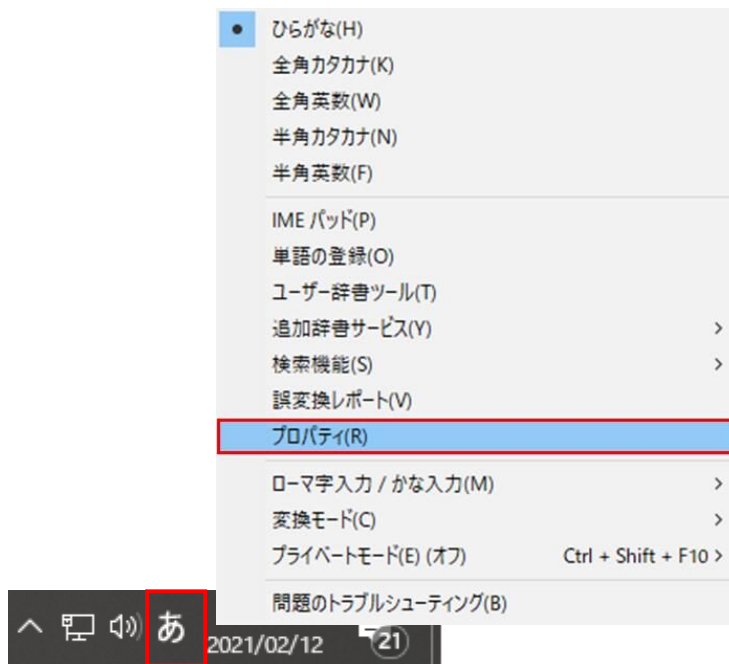 ひらがな(H)
全角カタカナ(K)
全角英数(W)
半角カタカナ(N)
半角英数(F)
IME パッド(P)
単語の登録(O)
ユーザー辞書ツール(T)
追加辞書サービス(Y)
検索機能(S)
誤変換レポート(V)
プロパティ(R)
ローマ字入力 / かな入力(M)
変換モード(C)
プライベートモード(E) (オフ) Ctrl + Shift + F10
問題のトラブルシューティング(B)
あ
2021/02/12
21